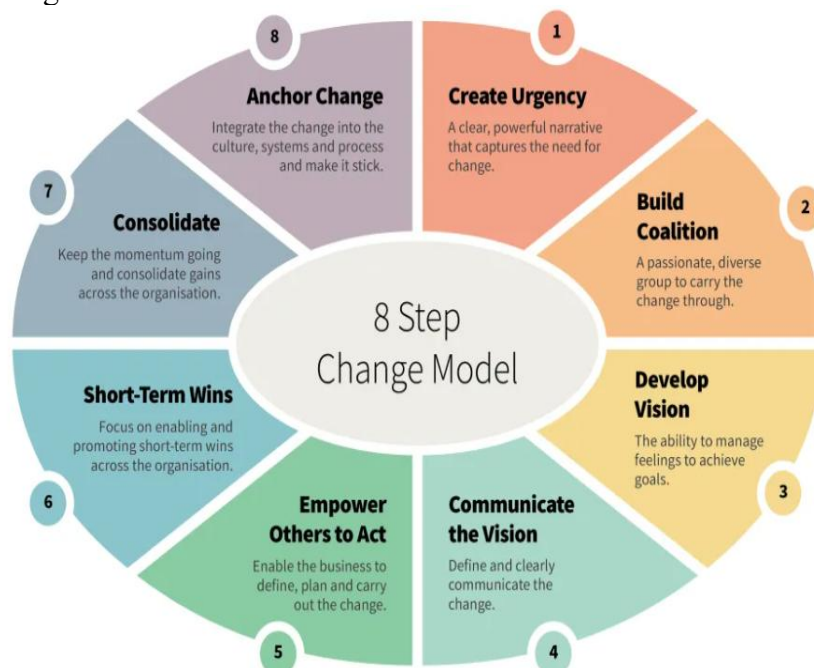 8
1
Anchor Change
Integrate the change into the
culture, systems and process
and make it stick.
Create Urgency
A clear, powerful narrative
that captures the need for
change.
7
Consolidate
Keep the momentum going
and consolidate gains
across the organisation.
2
Build
Coalition
A passionate, diverse
group to carry the
change through.
8 Step
Change Model
Short-Term Wins
Focus on enabling and
promoting short-term wins
across the organisation.
6
Develop
Vision
The ability to manage
feelings to achieve
goals.
3
Empower
Others to Act
Enable the business to
define, plan and carry
out the change.
5
Communicate
the Vision
Define and clearly
communicate the
change.
4